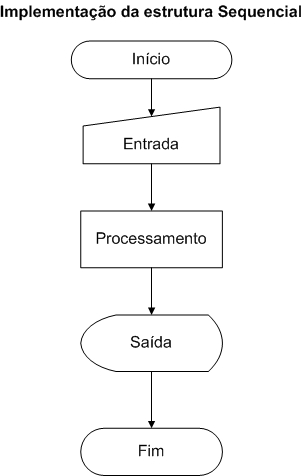 Implementação da estrutura Sequencial
Início
Entrada
Processamento
Saída
Fim